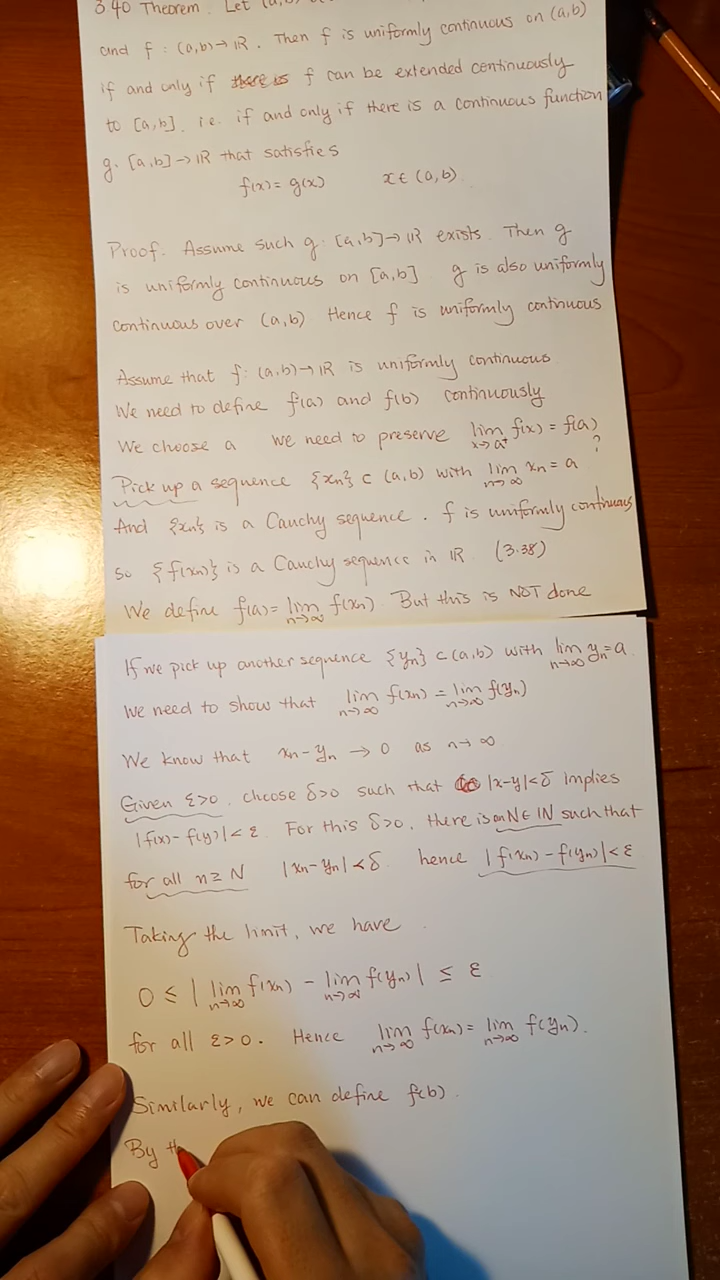 3.40 Theorem. Let (a,b)
and f: (a,b)→ℝ. Then f is uniformly continuous on (a,b)
if and only if f can be extended continuously
to [a,b]. i.e. if and only if there is a continuous function
g: [a,b]→ℝ that satisfies
f(x) = g(x) x∈(a,b).
Proof. Assume such g: [a,b]→ℝ exists. Then g
is uniformly continuous on [a,b]. g is also uniformly
continuous over (a,b) Hence f is uniformly continuous
Assume that f: (a,b)→ℝ is uniformly continuous
We need to define f(a) and f(b) continuously
We choose a we need to preserve lim_{x→a⁺} f(x) = f(a)
?
Pick up a sequence {xn} ⊂ (a,b) with lim_{n→∞} xn = a
And {xn} is a Cauchy sequence. f is uniformly continuous
so {f(xn)} is a Cauchy sequence in ℝ. (3.38)
We define f(a) = lim_{n→∞} f(xn). But this is NOT done
If we pick up another sequence {yn} ⊂ (a,b) with lim_{n→∞} yn = a.
We need to show that lim_{n→∞} f(xn) = lim_{n→∞} f(yn)
We know that xn - yn → 0 as n→∞
Given ε>0, choose δ>0 such that |x-y|<δ implies
|f(x) - f(y)| < ε. For this δ>0, there is an N∈ℕ such that
for all n ≥ N |xn - yn| < δ. hence |f(xn) - f(yn)| < ε
Taking the limit, we have
0 ≤ | lim_{n→∞} f(xn) - lim_{n→∞} f(yn) | ≤ ε
for all ε>0. Hence lim_{n→∞} f(xn) = lim_{n→∞} f(yn).
Similarly, we can define f(b).
By th